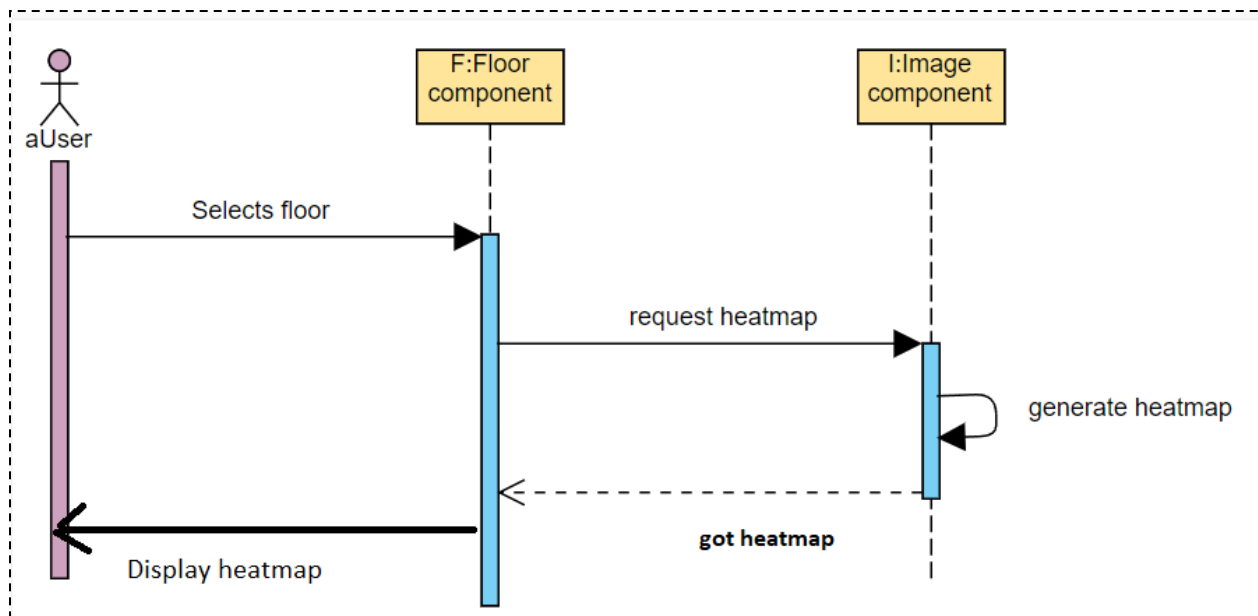 F:Floor
component
I:Image
component
aUser
Selects floor
request heatmap
generate heatmap
got heatmap
Display heatmap